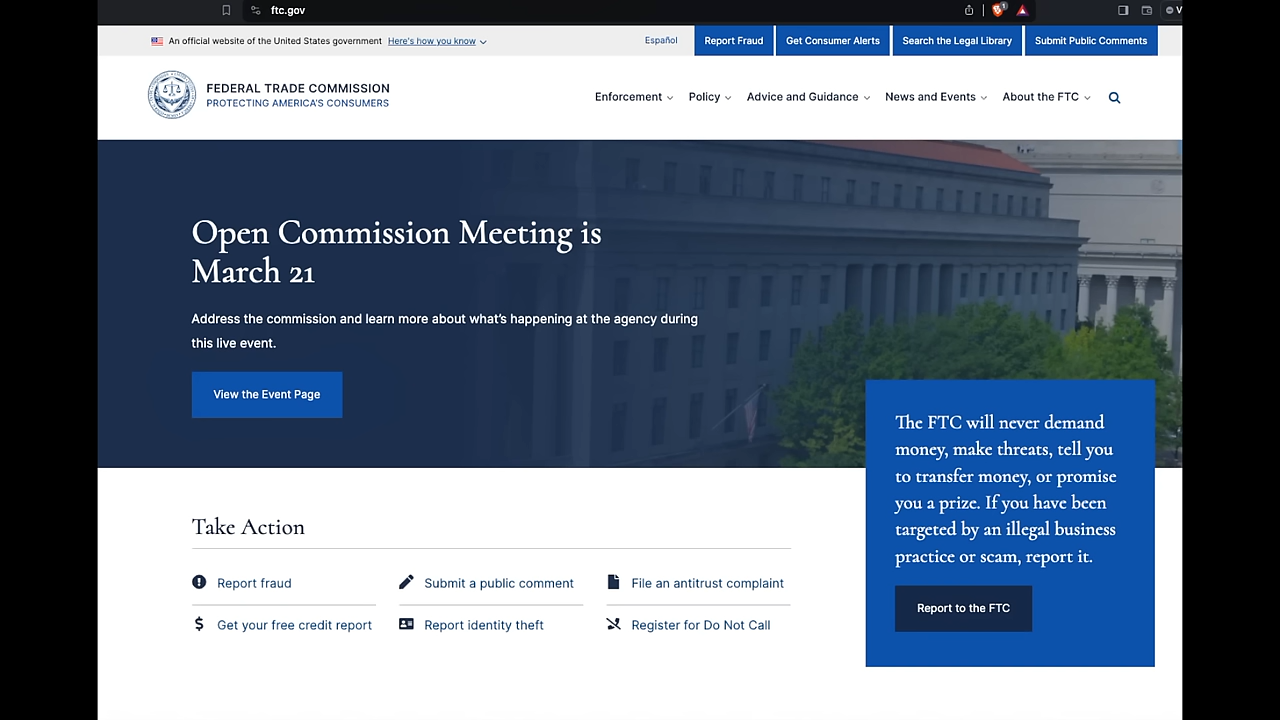 ftc.gov
An official website of the United States government Here's how you know
Español
Report Fraud
Get Consumer Alerts
Search the Legal Library
Submit Public Comments
FEDERAL TRADE COMMISSION
PROTECTING AMERICA'S CONSUMERS
Enforcement
Policy
Advice and Guidance
News and Events
About the FTC
Open Commission Meeting is
March 21
Address the commission and learn more about what's happening at the agency during
this live event.
View the Event Page
The FTC will never demand
money, make threats, tell you
to transfer money, or promise
you a prize. If you have been
targeted by an illegal business
practice or scam, report it.
Report to the FTC
Take Action
Report fraud
Submit a public comment
File an antitrust complaint
Get your free credit report
Report identity theft
Register for Do Not Call